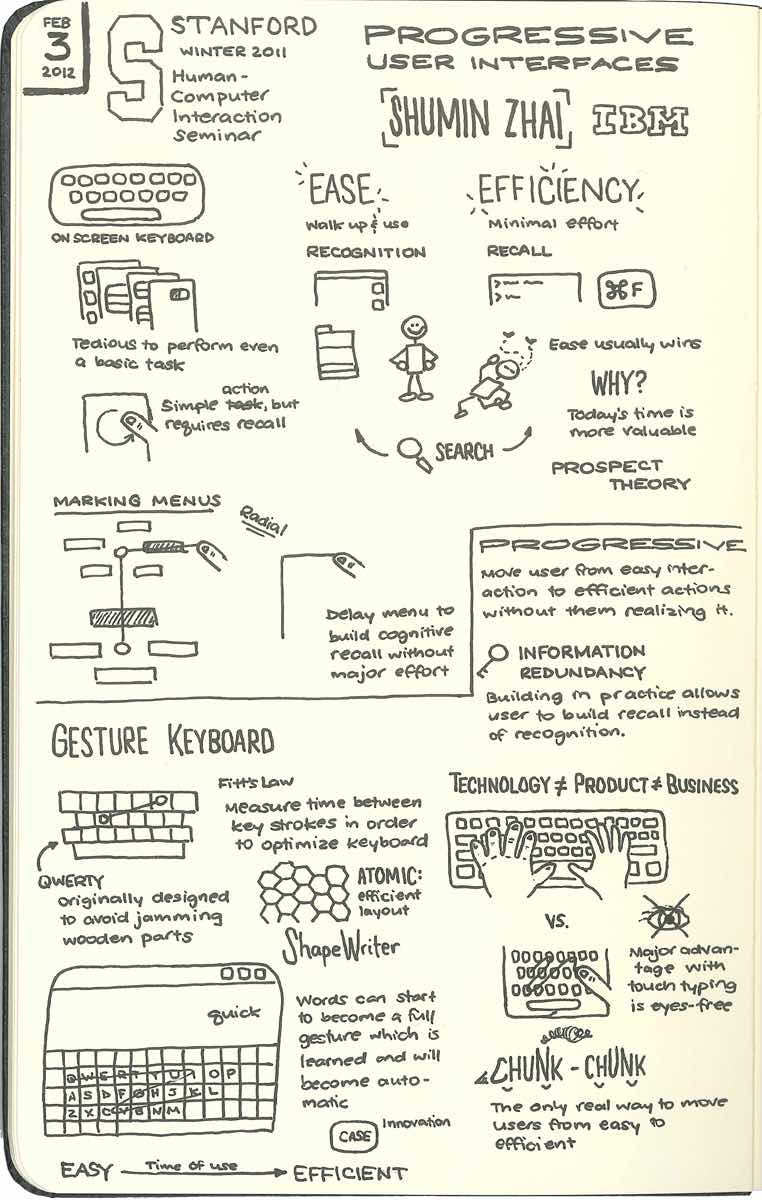 FEB
3
2012
S
STANFORD
WINTER 2011
Human-
Computer
Interaction
Seminar
PROGRESSIVE
USER INTERFACES
[SHUMIN ZHAI]
IBM
ON SCREEN KEYBOARD
EASE
Walk up & use
RECOGNITION
EFFICIENCY
Minimal effort
RECALL
⌘F
Tedious to perform even
a basic task
action
Simple task, but
requires recall
Ease usually wins
WHY?
Today's time is
more valuable
SEARCH
PROSPECT
THEORY
MARKING MENUS
Radial
Delay menu to
build cognitive
recall without
major effort
PROGRESSIVE
Move user from easy inter-
action to efficient actions
without them realizing it.
INFORMATION
REDUNDANCY
Building in practice allows
user to build recall instead
of recognition.
GESTURE KEYBOARD
Fitt's Law
Measure time between
key strokes in order
to optimize keyboard
QWERTY
originally designed
to avoid jamming
wooden parts
ATOMIC:
efficient
layout
ShapeWriter
quick
Q W E R T Y U I O P
A S D F G H J K L
Z X C V B N M
Words can start
to become a full
gesture which is
learned and will
become auto-
matic
CASE
Innovation
EASY
Time of use
EFFICIENT
TECHNOLOGY ≠ PRODUCT ≠ BUSINESS
VS.
Major advan-
tage with
touch typing
is eyes-free
CHUNK - CHUNK
The only real way to move
users from easy to
efficient